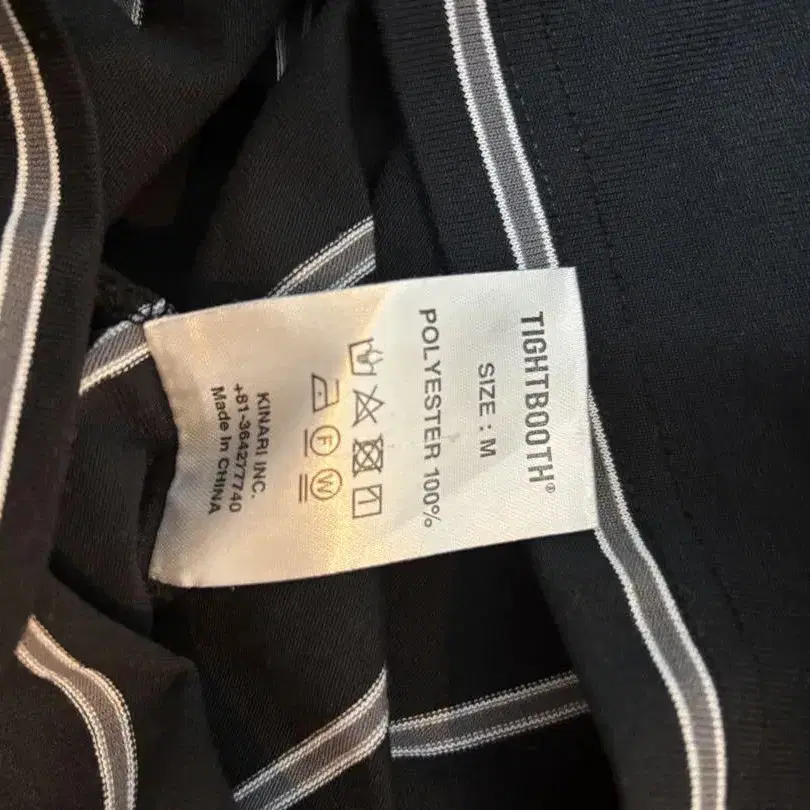 TIGHTBOOTH®
SIZE : M
POLYESTER 100%
F W
KINARI INC.
+81-364277740
Made In CHINA